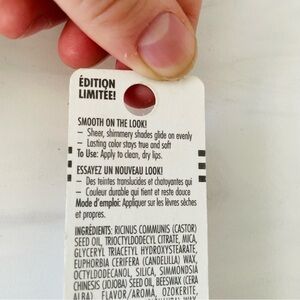 ÉDITION
LIMITÉE!
SMOOTH ON THE LOOK!
– Sheer, shimmery shades glide on evenly
– Lasting color stays true and soft
To Use: Apply to clean, dry lips.
ESSAYEZ UN NOUVEAU LOOK!
– Des teintes translucides et chatoyantes qui
– Couleur durable qui tient et reste douce
Mode d'emploi: Appliquer sur les lèvres sèches
et propres.
INGREDIENTS: RICINUS COMMUNIS (CASTOR)
SEED OIL, TRIOCTYLDODECYL CITRATE, MICA,
GLYCERYL TRIACETYL HYDROXYSTEARATE,
EUPHORBIA CERIFERA (CANDELILLA) WAX,
OCTYLDODECANOL, SILICA, SIMMONDSIA
CHINESIS (JOJOBA) SEED OIL, BEESWAX (CERA
ALBA), FLAVOR/AROMA, OZOKERITE,
WAX